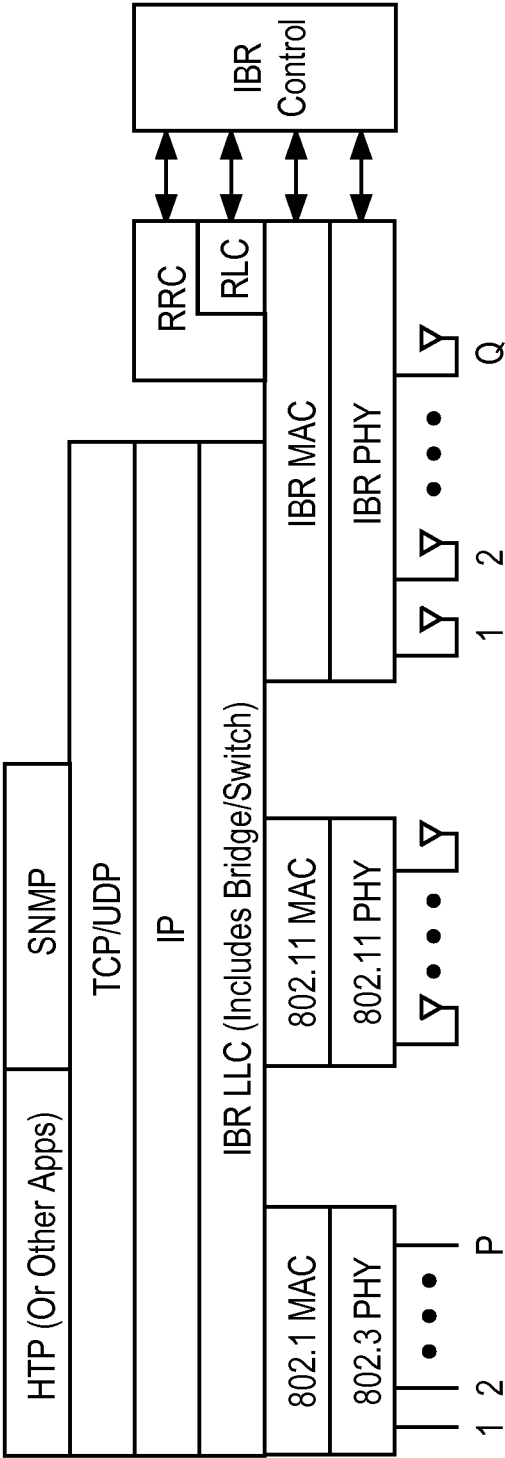 HTP (Or Other Apps)
SNMP
TCP/UDP
IP
IBR LLC (Includes Bridge/Switch)
RRC
RLC
IBR
Control
802.1 MAC
802.11 MAC
IBR MAC
802.3 PHY
802.11 PHY
IBR PHY
1 2 P
1 2 Q